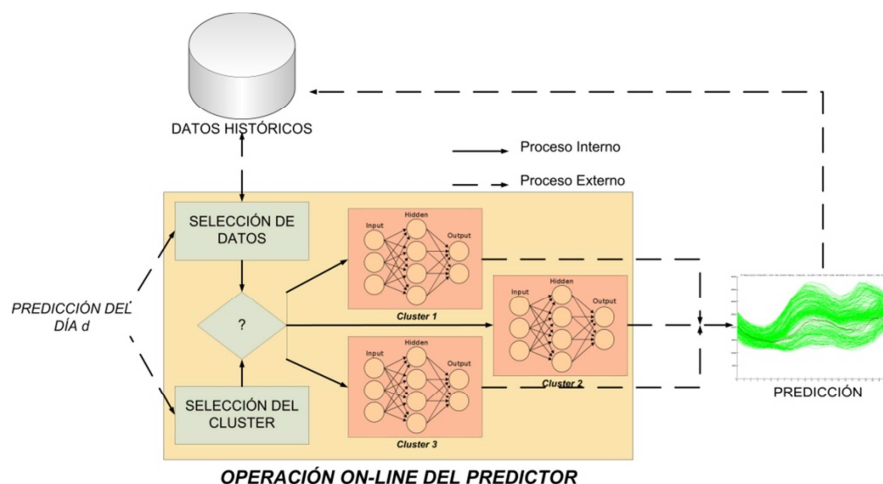 DATOS HISTÓRICOS
Proceso Interno
Proceso Externo
SELECCIÓN DE
DATOS
Input
Hidden
Output
Cluster 1
PREDICCIÓN DEL
DÍA d
?
Input
Hidden
Output
Cluster 2
SELECCIÓN DEL
CLUSTER
Input
Hidden
Output
Cluster 3
PREDICCIÓN
OPERACIÓN ON-LINE DEL PREDICTOR